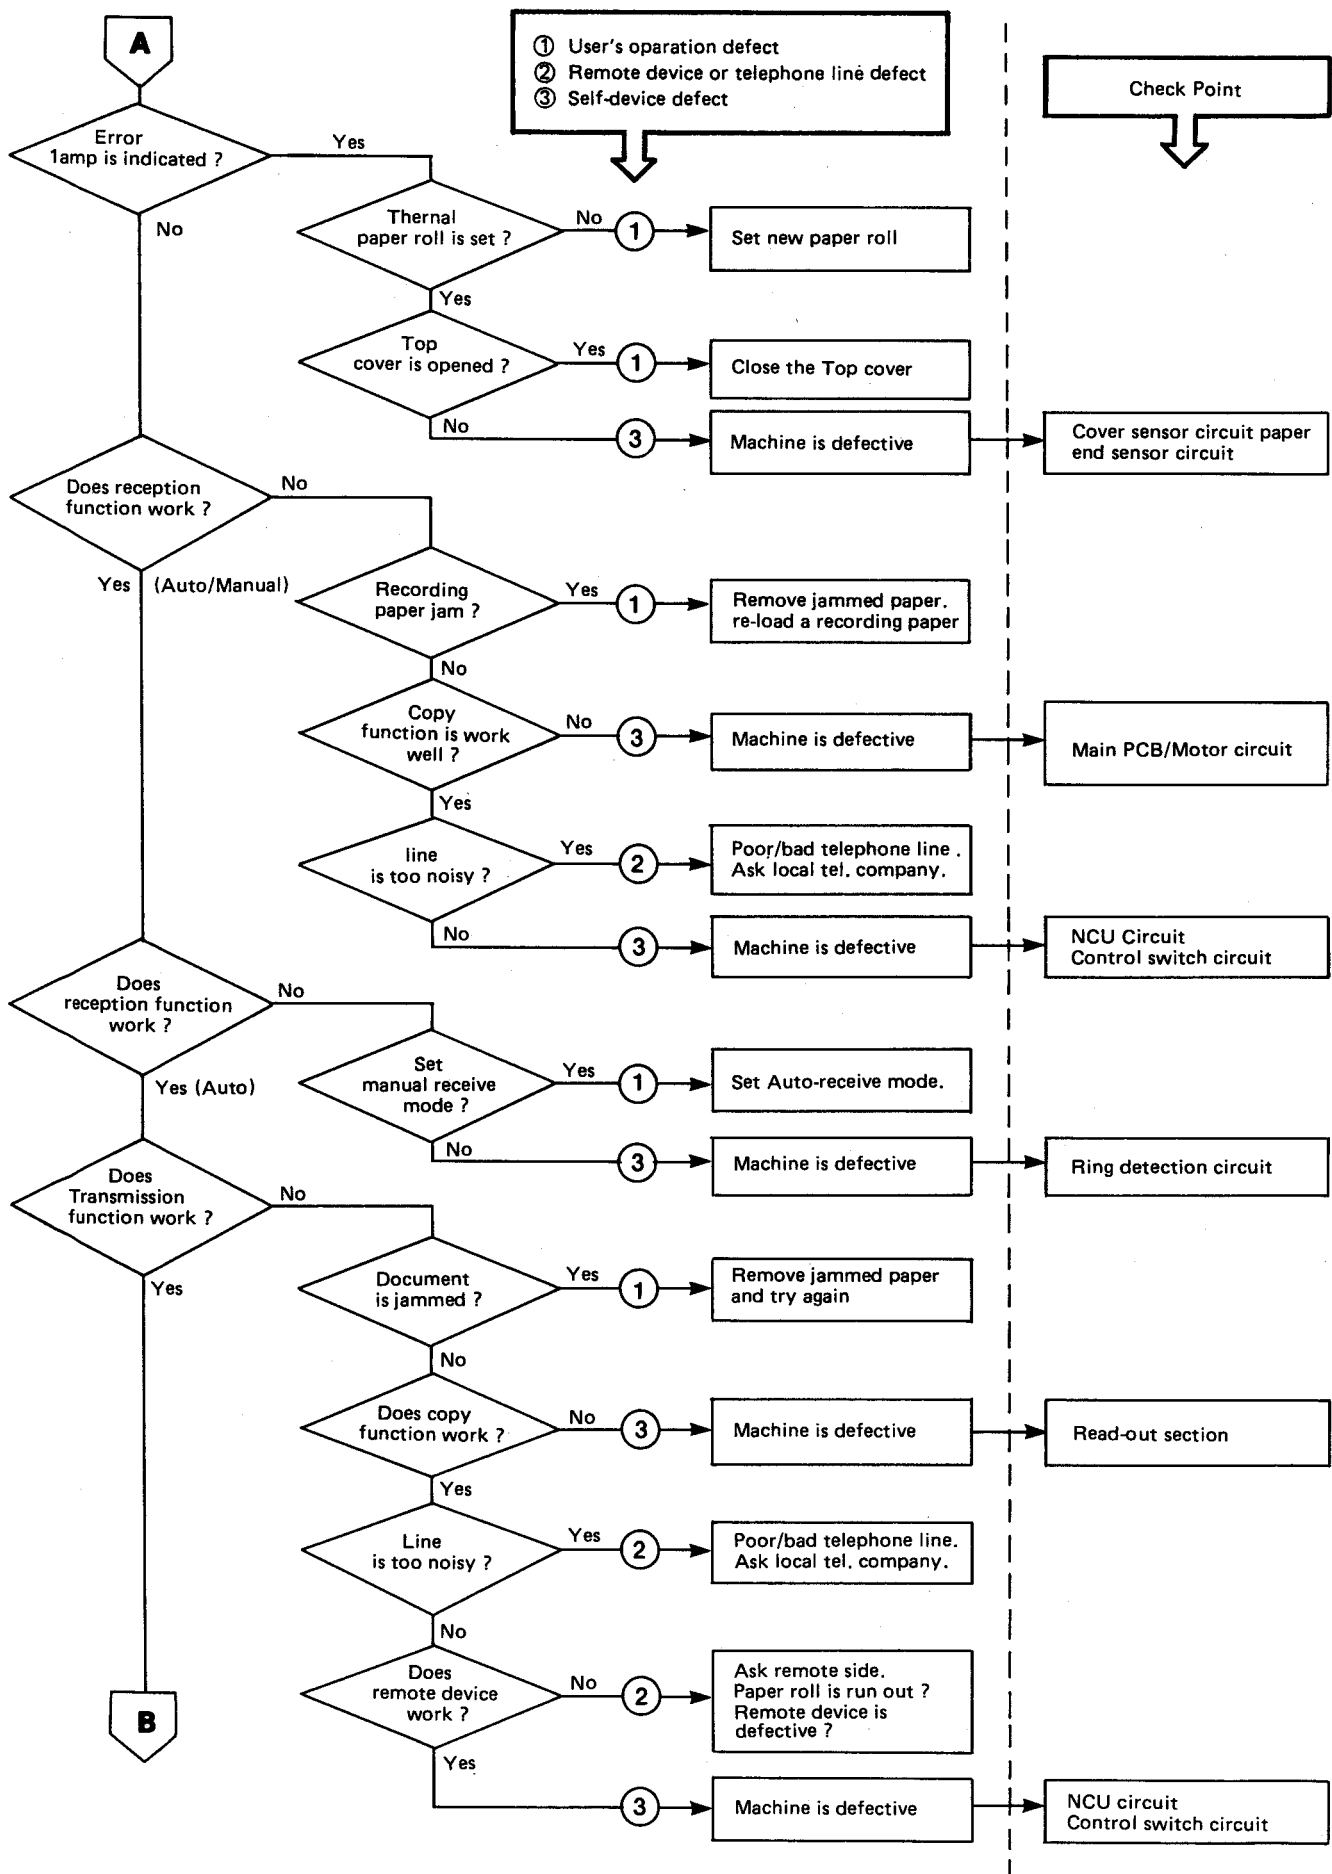 A
① User's oparation defect
② Remote device or telephone line defect
③ Self-device defect
Check Point
Error
1amp is indicated ?
Yes
No
Thernal
paper roll is set ?
No
1
Set new paper roll
Yes
Top
cover is opened ?
Yes
1
Close the Top cover
No
3
Machine is defective
Cover sensor circuit paper
end sensor circuit
Does reception
function work ?
No
Yes (Auto/Manual)
Recording
paper jam ?
Yes
1
Remove jammed paper.
re-load a recording paper
No
Copy
function is work
well ?
No
3
Machine is defective
Main PCB/Motor circuit
Yes
line
is too noisy ?
Yes
2
Poor/bad telephone line .
Ask local tel. company.
No
3
Machine is defective
NCU Circuit
Control switch circuit
Does
reception function
work ?
No
Yes (Auto)
Set
manual receive
mode ?
Yes
1
Set Auto-receive mode.
No
3
Machine is defective
Ring detection circuit
Does
Transmission
function work ?
No
Yes
Document
is jammed ?
Yes
1
Remove jammed paper
and try again
No
Does copy
function work ?
No
3
Machine is defective
Read-out section
Yes
Line
is too noisy ?
Yes
2
Poor/bad telephone line.
Ask local tel. company.
No
Does
remote device
work ?
No
2
Ask remote side.
Paper roll is run out ?
Remote device is
defective ?
Yes
3
Machine is defective
NCU circuit
Control switch circuit
B